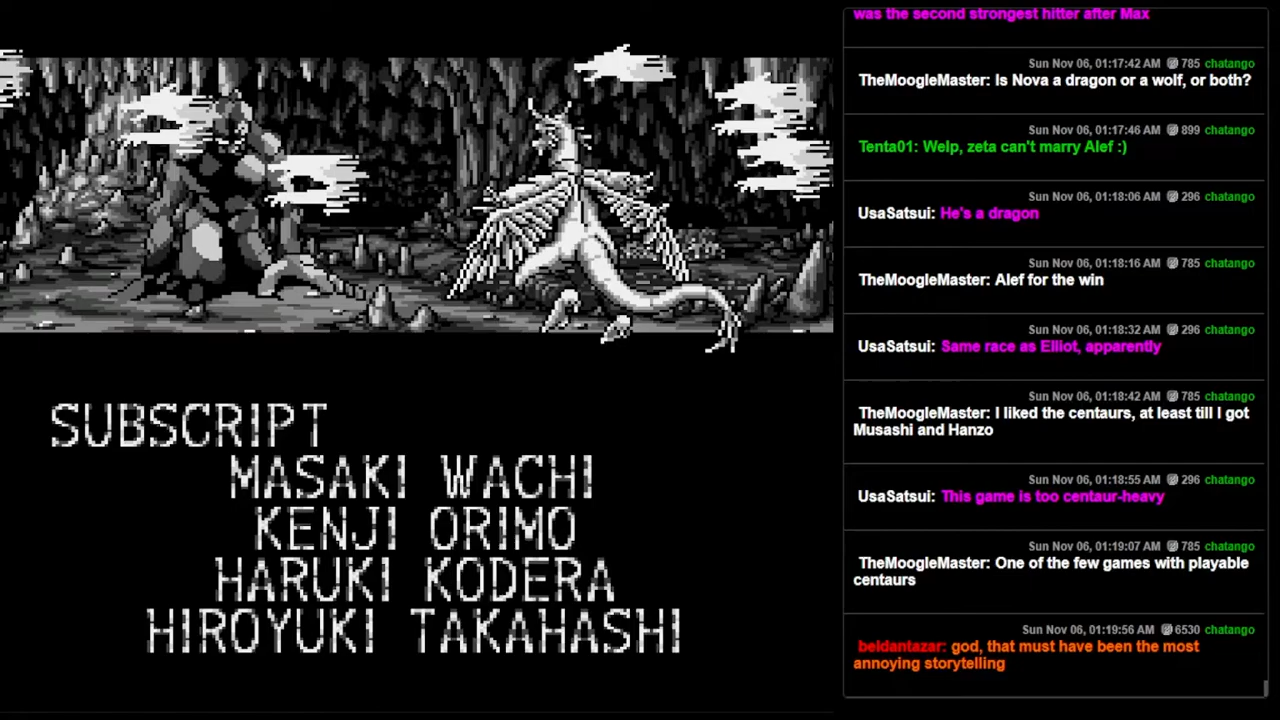 SUBSCRIPT
MASAKI WACHI
KENJI ORIMO
HARUKI KODERA
HIROYUKI TAKAHASHI
was the second strongest hitter after Max
Sun Nov 06, 01:17:42 AM 785 chatango
TheMoogleMaster: Is Nova a dragon or a wolf, or both?
Sun Nov 06, 01:17:46 AM 899 chatango
Tenta01: Welp, zeta can't marry Alef :)
Sun Nov 06, 01:18:06 AM 296 chatango
UsaSatsui: He's a dragon
Sun Nov 06, 01:18:16 AM 785 chatango
TheMoogleMaster: Alef for the win
Sun Nov 06, 01:18:32 AM 296 chatango
UsaSatsui: Same race as Elliot, apparently
Sun Nov 06, 01:18:42 AM 785 chatango
TheMoogleMaster: I liked the centaurs, at least till I got
Musashi and Hanzo
Sun Nov 06, 01:18:55 AM 296 chatango
UsaSatsui: This game is too centaur-heavy
Sun Nov 06, 01:19:07 AM 785 chatango
TheMoogleMaster: One of the few games with playable
centaurs
Sun Nov 06, 01:19:56 AM 6530 chatango
beldantazar: god, that must have been the most
annoying storytelling